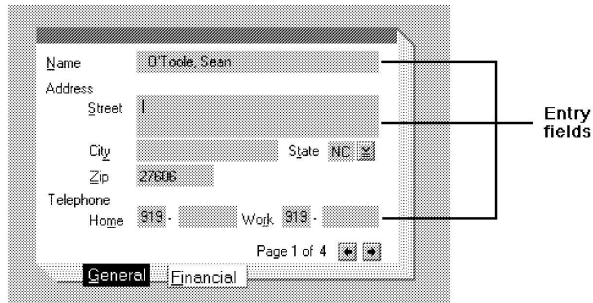 Name O'Toole, Sean
Address
Street
City State NC
Zip 27606
Telephone
Home 919 - Work 919 -
Page 1 of 4
General Financial
Entry
fields